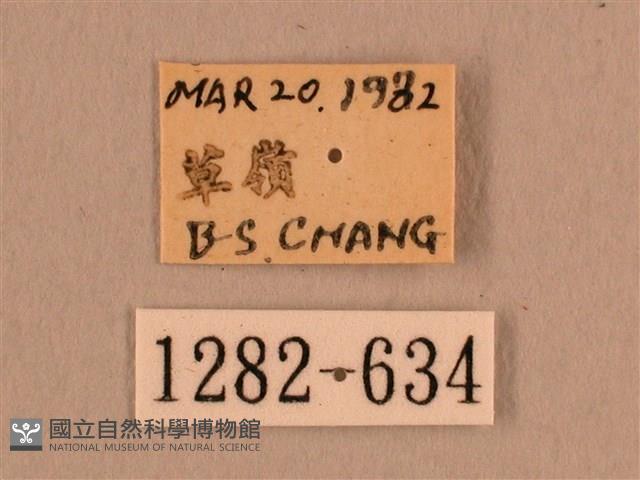 MAR 20. 1982
草嶺
B-S. CHANG
1282-634
國立自然科學博物館
NATIONAL MUSEUM OF NATURAL SCIENCE